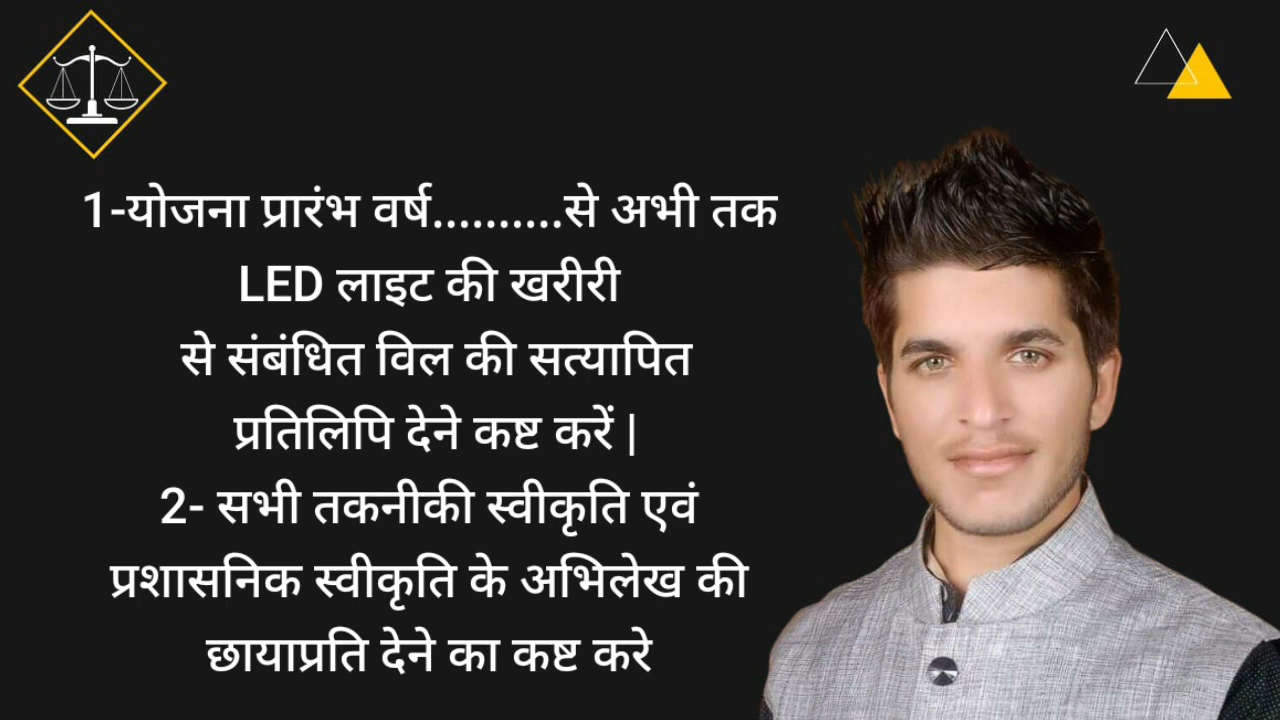 1-योजना प्रारंभ वर्ष..........से अभी तक
LED लाइट की खरीरी
से संबंधित विल की सत्यापित
प्रतिलिपि देने कष्ट करें |
2- सभी तकनीकी स्वीकृति एवं
प्रशासनिक स्वीकृति के अभिलेख की
छायाप्रति देने का कष्ट करे